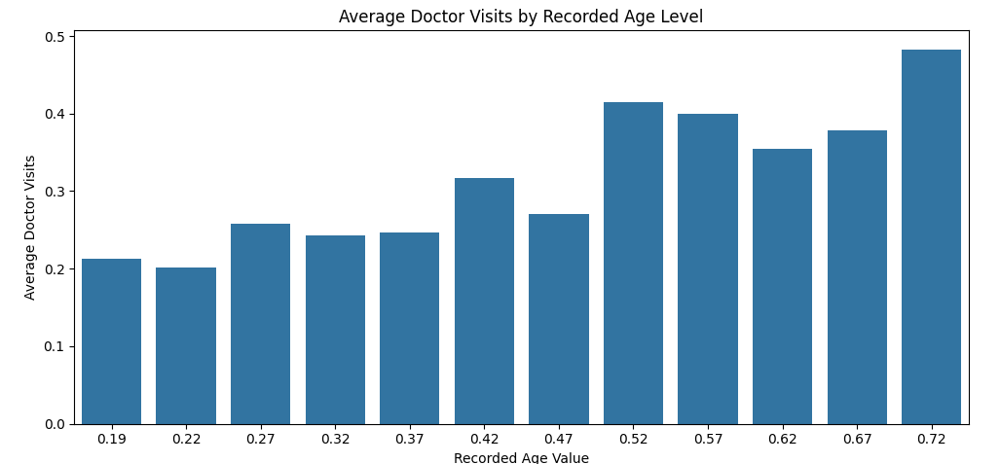 Average Doctor Visits by Recorded Age Level
Average Doctor Visits
0.5
0.4
0.3
0.2
0.1
0.0
0.19 0.22 0.27 0.32 0.37 0.42 0.47 0.52 0.57 0.62 0.67 0.72
Recorded Age Value